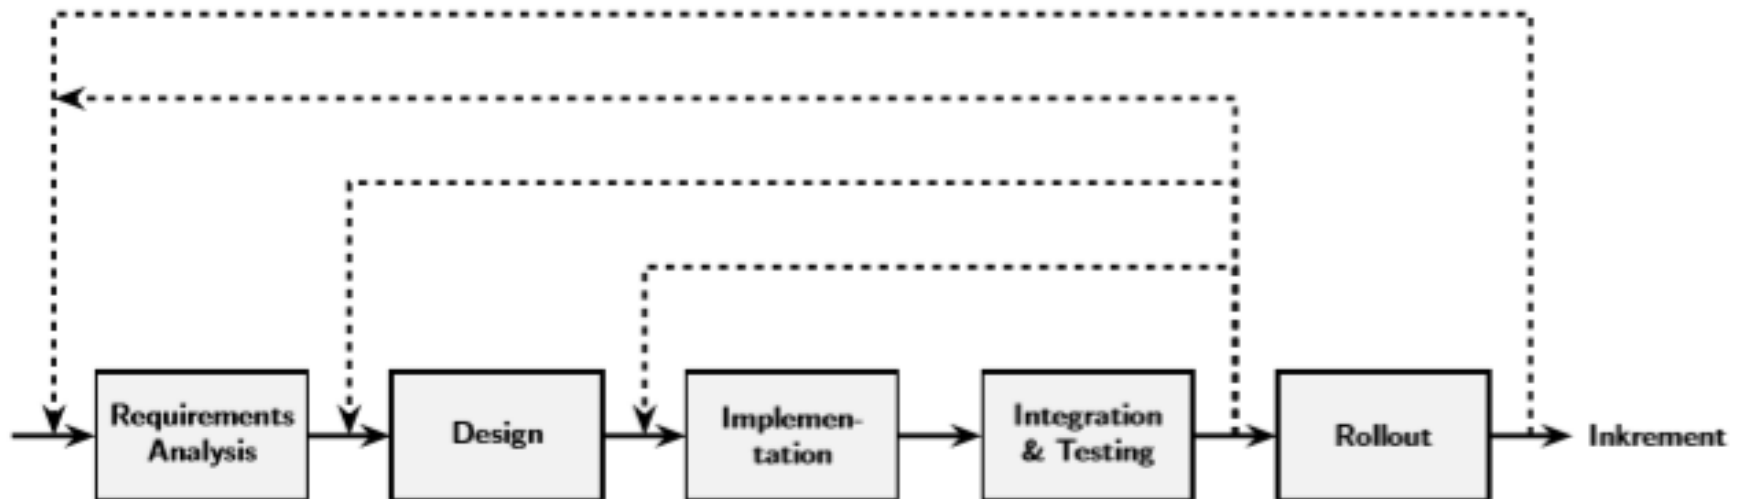 Requirements
Analysis
Design
Implemen-
tation
Integration
& Testing
Rollout
Inkrement